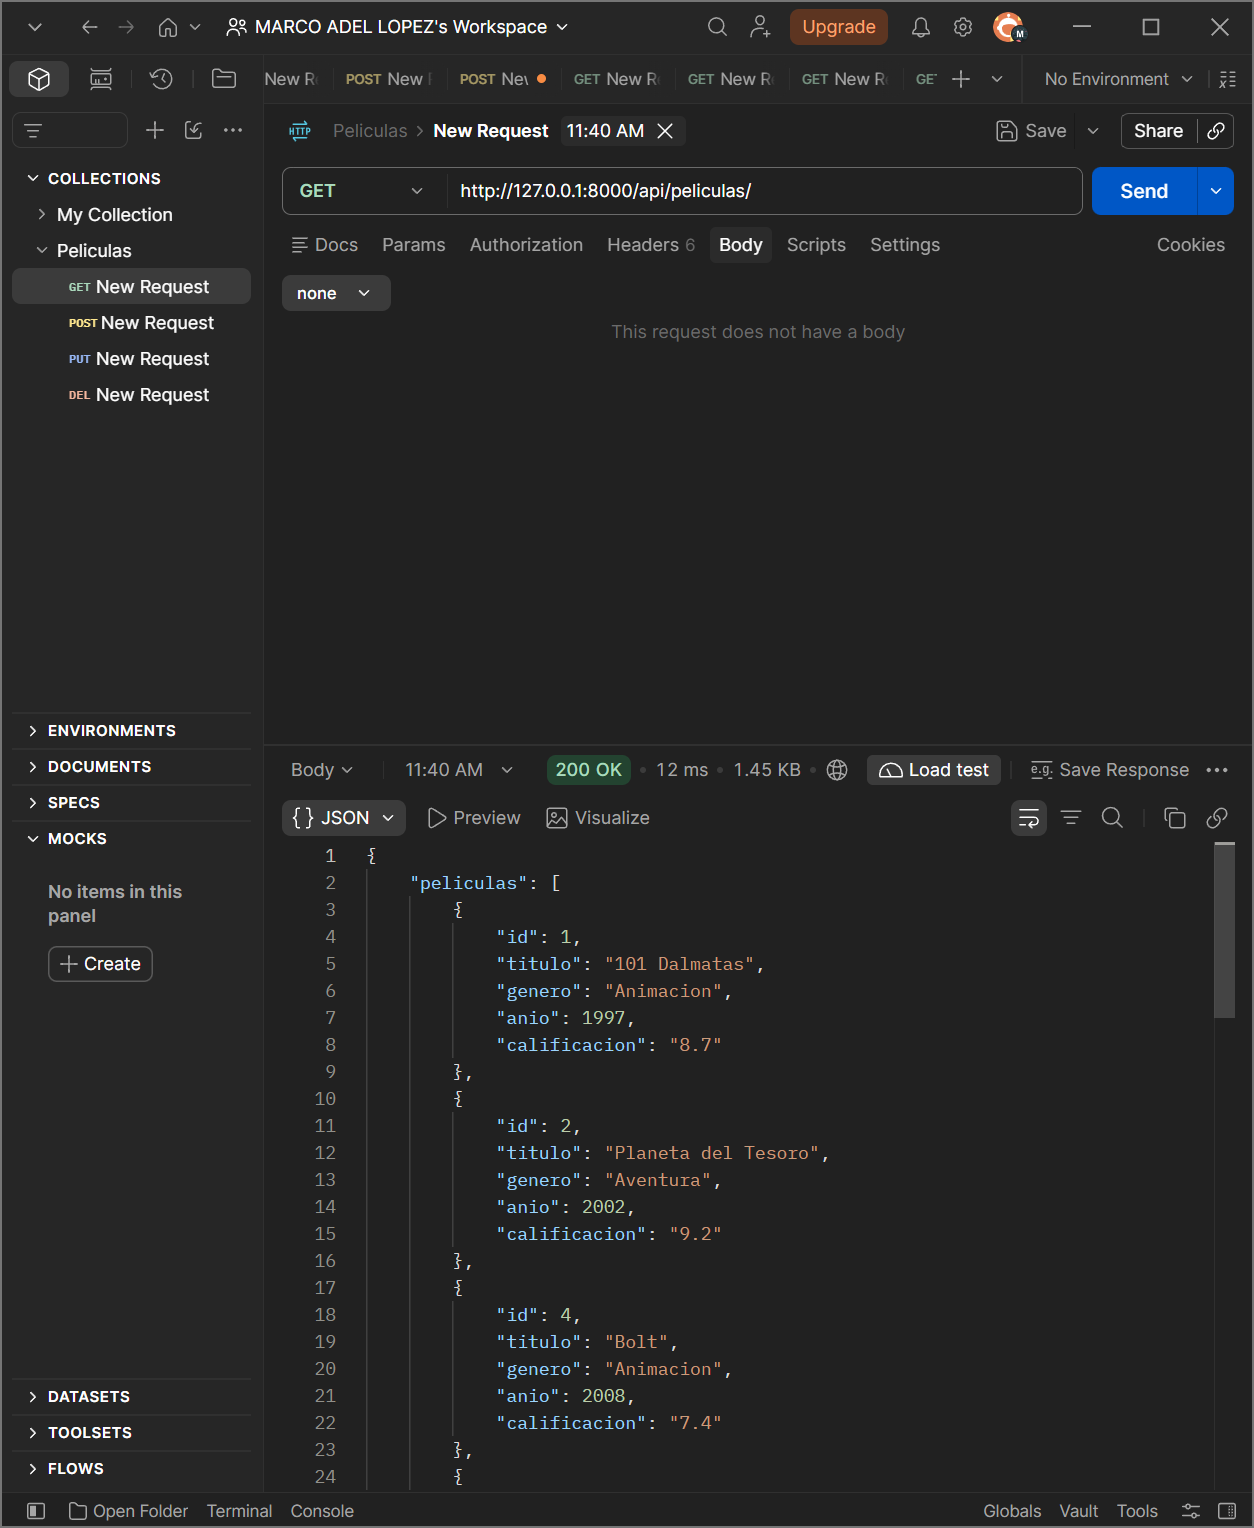 MARCO ADEL LOPEZ's Workspace
Upgrade
M
New Re
POST New
POST Nev
GET New Re
GET New Re
GET New Re
GET
No Environment
HTTP Peliculas > New Request 11:40 AM
Save
Share
COLLECTIONS
My Collection
Peliculas
GET New Request
POST New Request
PUT New Request
DEL New Request
GET
http://127.0.0.1:8000/api/peliculas/
Send
Docs Params Authorization Headers 6 Body Scripts Settings Cookies
none
This request does not have a body
ENVIRONMENTS
DOCUMENTS
SPECS
MOCKS
No items in this
panel
+ Create
DATASETS
TOOLSETS
FLOWS
Body 11:40 AM 200 OK • 12 ms • 1.45 KB • Load test e.g. Save Response
{} JSON Preview Visualize
1 {
2 "peliculas": [
3 {
4 "id": 1,
5 "titulo": "101 Dalmatas",
6 "genero": "Animacion",
7 "anio": 1997,
8 "calificacion": "8.7"
9 },
10 {
11 "id": 2,
12 "titulo": "Planeta del Tesoro",
13 "genero": "Aventura",
14 "anio": 2002,
15 "calificacion": "9.2"
16 },
17 {
18 "id": 4,
19 "titulo": "Bolt",
20 "genero": "Animacion",
21 "anio": 2008,
22 "calificacion": "7.4"
23 },
24 {
Open Folder Terminal Console Globals Vault Tools